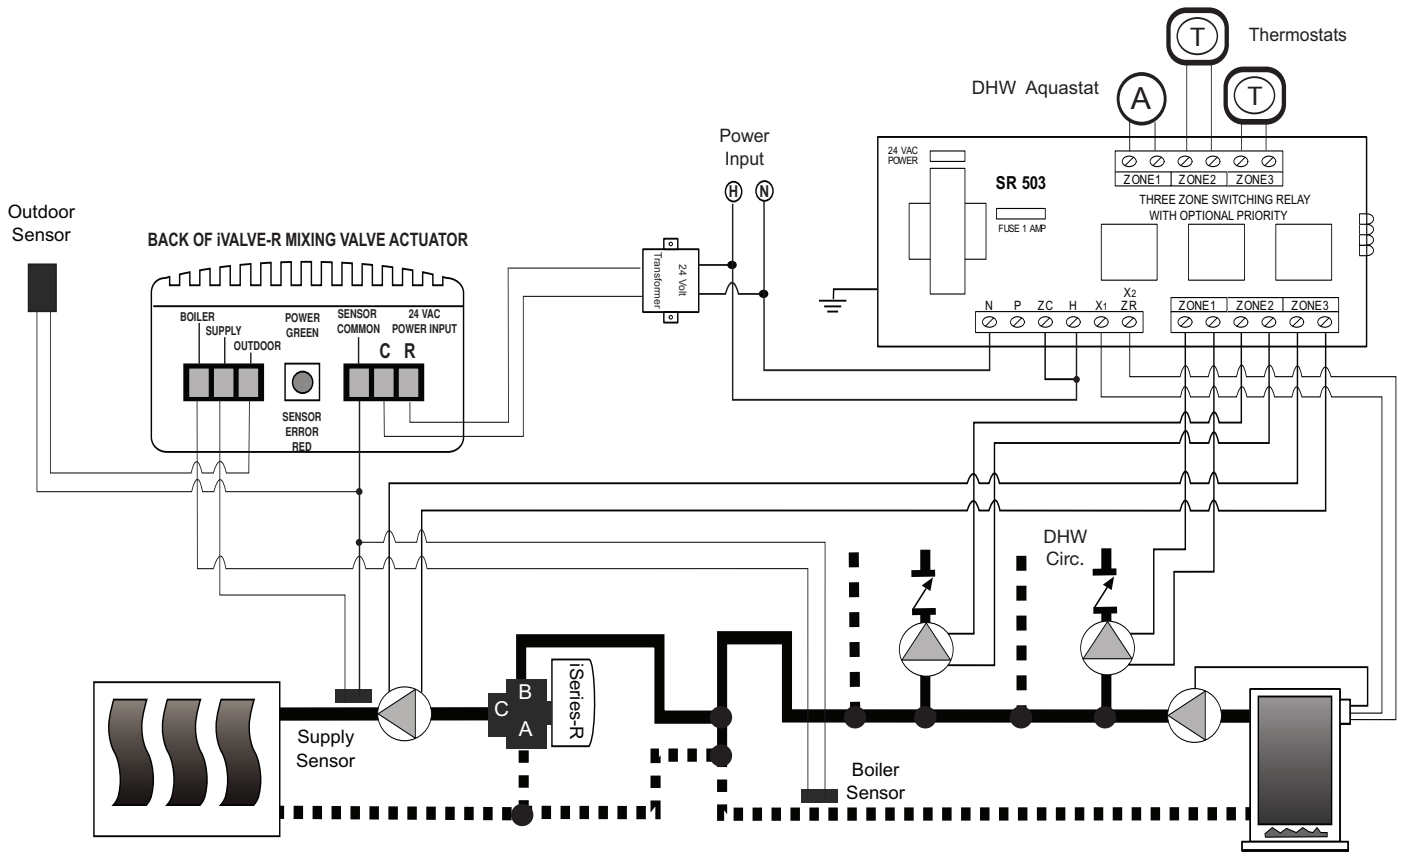 T
Thermostats
DHW Aquastat
A
T
Power
Input
H
N
24 VAC
POWER
SR 503
FUSE 1 AMP
ZONE1 ZONE2 ZONE3
THREE ZONE SWITCHING RELAY
WITH OPTIONAL PRIORITY
X2
N P ZC H X1 ZR
ZONE1 ZONE2 ZONE3
Outdoor
Sensor
BACK OF iVALVE-R MIXING VALVE ACTUATOR
24 Volt
Transformer
BOILER
SUPPLY
OUTDOOR
POWER
GREEN
SENSOR
COMMON
24 VAC
POWER INPUT
C R
SENSOR
ERROR
RED
DHW
Circ.
B
C
A
iSeries-R
Supply
Sensor
Boiler
Sensor